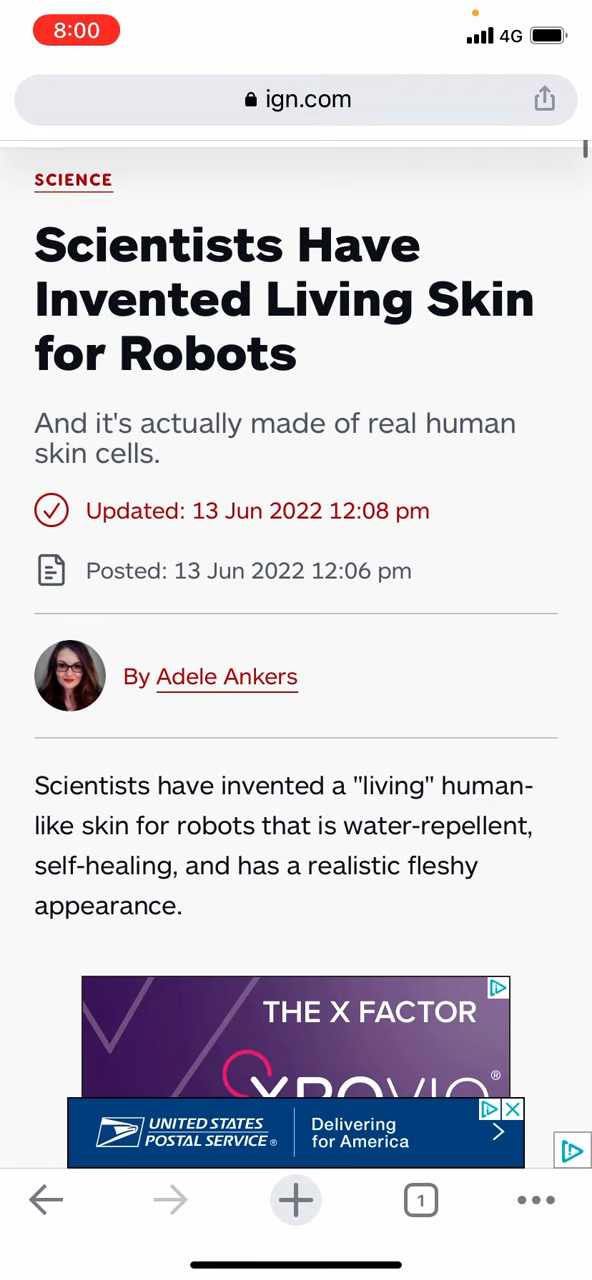 8:00
4G
ign.com
SCIENCE
Scientists Have
Invented Living Skin
for Robots
And it's actually made of real human
skin cells.
Updated: 13 Jun 2022 12:08 pm
Posted: 13 Jun 2022 12:06 pm
By Adele Ankers
Scientists have invented a "living" human-
like skin for robots that is water-repellent,
self-healing, and has a realistic fleshy
appearance.
THE X FACTOR
XPOVIO®
UNITED STATES
POSTAL SERVICE®
Delivering
for America
1